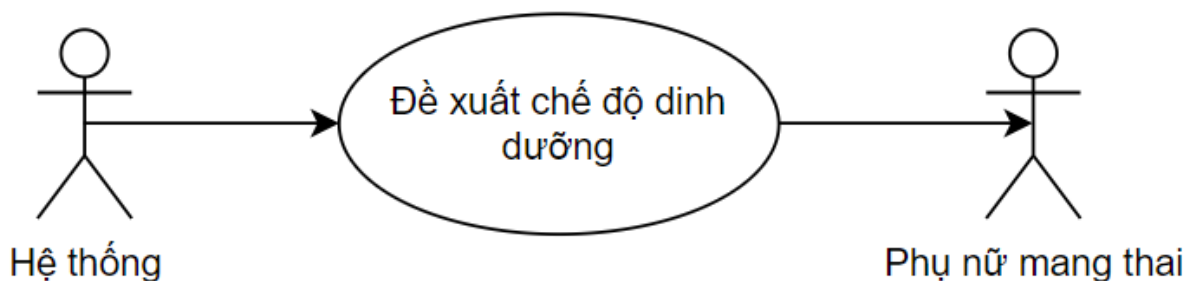 Đề xuất chế độ dinh
dưỡng
Hệ thống
Phụ nữ mang thai